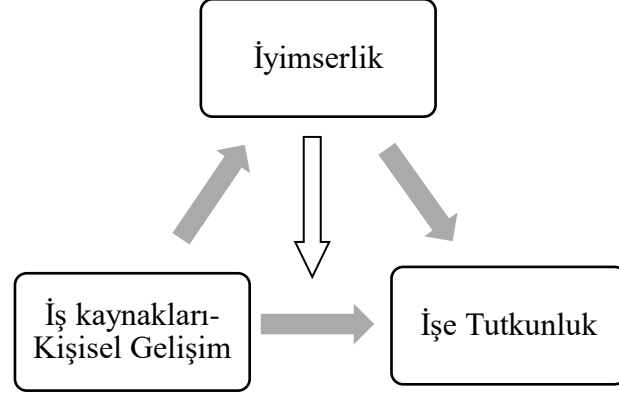 İyimserlik
İş kaynakları-
Kişisel Gelişim
İşe Tutkunluk